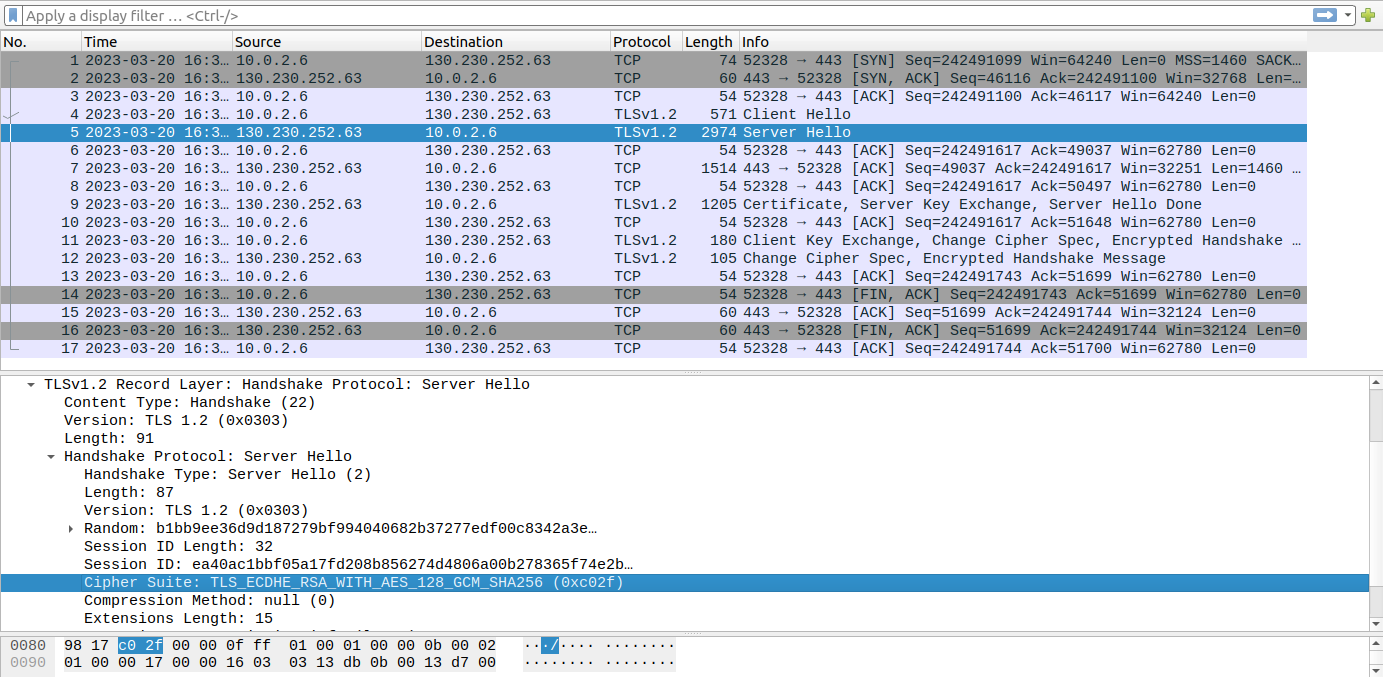 Apply a display filter … <Ctrl-/>
No. Time Source Destination Protocol Length Info
1 2023-03-20 16:3… 10.0.2.6 130.230.252.63 TCP 74 52328 → 443 [SYN] Seq=242491099 Win=64240 Len=0 MSS=1460 SACK…
2 2023-03-20 16:3… 130.230.252.63 10.0.2.6 TCP 60 443 → 52328 [SYN, ACK] Seq=46116 Ack=242491100 Win=32768 Len=…
3 2023-03-20 16:3… 10.0.2.6 130.230.252.63 TCP 54 52328 → 443 [ACK] Seq=242491100 Ack=46117 Win=64240 Len=0
4 2023-03-20 16:3… 10.0.2.6 130.230.252.63 TLSv1.2 571 Client Hello
5 2023-03-20 16:3… 130.230.252.63 10.0.2.6 TLSv1.2 2974 Server Hello
6 2023-03-20 16:3… 10.0.2.6 130.230.252.63 TCP 54 52328 → 443 [ACK] Seq=242491617 Ack=49037 Win=62780 Len=0
7 2023-03-20 16:3… 130.230.252.63 10.0.2.6 TCP 1514 443 → 52328 [ACK] Seq=49037 Ack=242491617 Win=32251 Len=1460 …
8 2023-03-20 16:3… 10.0.2.6 130.230.252.63 TCP 54 52328 → 443 [ACK] Seq=242491617 Ack=50497 Win=62780 Len=0
9 2023-03-20 16:3… 130.230.252.63 10.0.2.6 TLSv1.2 1205 Certificate, Server Key Exchange, Server Hello Done
10 2023-03-20 16:3… 10.0.2.6 130.230.252.63 TCP 54 52328 → 443 [ACK] Seq=242491617 Ack=51648 Win=62780 Len=0
11 2023-03-20 16:3… 10.0.2.6 130.230.252.63 TLSv1.2 180 Client Key Exchange, Change Cipher Spec, Encrypted Handshake …
12 2023-03-20 16:3… 130.230.252.63 10.0.2.6 TLSv1.2 105 Change Cipher Spec, Encrypted Handshake Message
13 2023-03-20 16:3… 10.0.2.6 130.230.252.63 TCP 54 52328 → 443 [ACK] Seq=242491743 Ack=51699 Win=62780 Len=0
14 2023-03-20 16:3… 10.0.2.6 130.230.252.63 TCP 54 52328 → 443 [FIN, ACK] Seq=242491743 Ack=51699 Win=62780 Len=0
15 2023-03-20 16:3… 130.230.252.63 10.0.2.6 TCP 60 443 → 52328 [ACK] Seq=51699 Ack=242491744 Win=32124 Len=0
16 2023-03-20 16:3… 130.230.252.63 10.0.2.6 TCP 60 443 → 52328 [FIN, ACK] Seq=51699 Ack=242491744 Win=32124 Len=0
17 2023-03-20 16:3… 10.0.2.6 130.230.252.63 TCP 54 52328 → 443 [ACK] Seq=242491744 Ack=51700 Win=62780 Len=0
TLSv1.2 Record Layer: Handshake Protocol: Server Hello
Content Type: Handshake (22)
Version: TLS 1.2 (0x0303)
Length: 91
Handshake Protocol: Server Hello
Handshake Type: Server Hello (2)
Length: 87
Version: TLS 1.2 (0x0303)
Random: b1bb9ee36d9d187279bf994040682b37277edf00c8342a3e…
Session ID Length: 32
Session ID: ea40ac1bbf05a17fd208b856274d4806a00b278365f74e2b…
Cipher Suite: TLS_ECDHE_RSA_WITH_AES_128_GCM_SHA256 (0xc02f)
Compression Method: null (0)
Extensions Length: 15
0080 98 17 c0 2f 00 00 0f ff 01 00 01 00 00 0b 00 02 ···/···· ········
0090 01 00 00 17 00 00 16 03 03 13 db 0b 00 13 d7 00 ········ ········